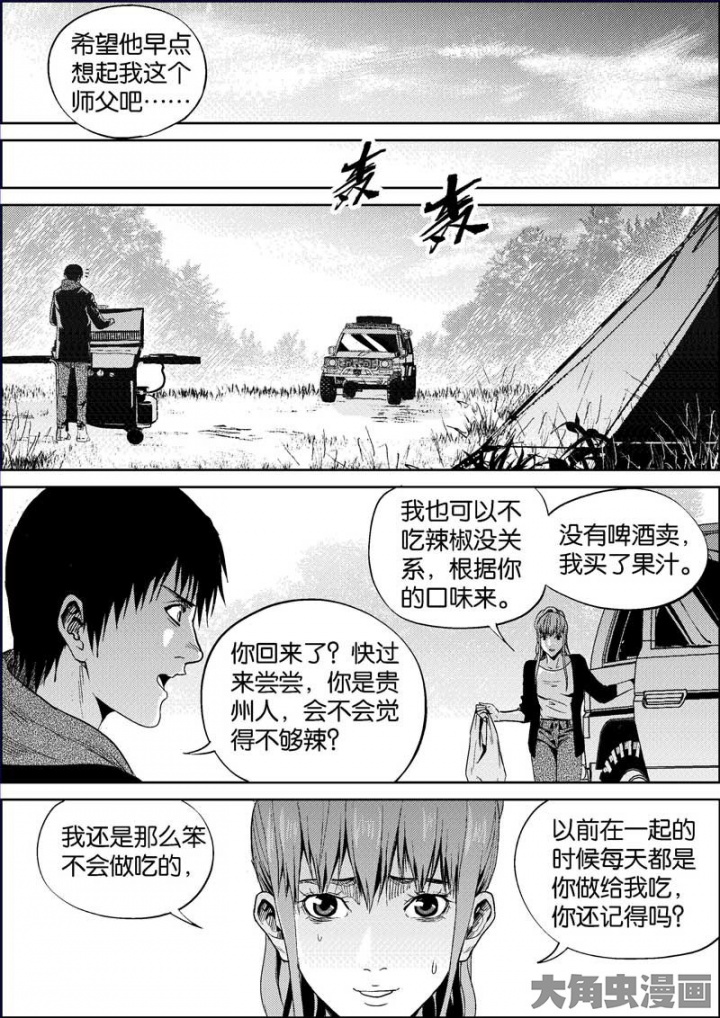 希望他早点
想起我这个
师父吧……
轰
轰
你回来了？快过
来尝尝，你是贵
州人，会不会觉
得不够辣？
我也可以不
吃辣椒没关
系，根据你
的口味来。
没有啤酒卖，
我买了果汁。
我还是那么笨
不会做吃的，
以前在一起的
时候每天都是
你做给我吃，
你还记得吗？
大角虫漫画